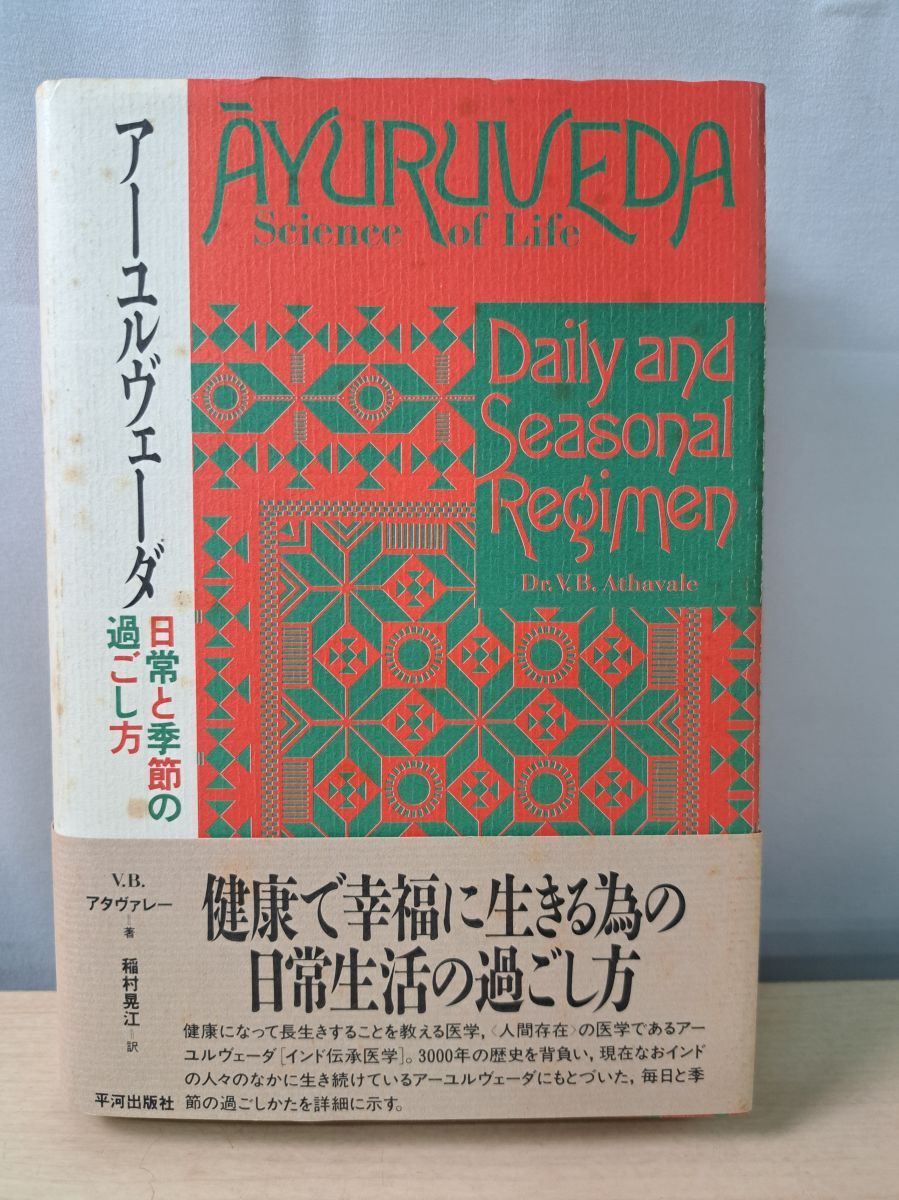 アーユルヴェーダ
日常と季節の
過ごし方
ĀYURUVEDA
Science of Life
Daily and
Seasonal
Regimen
Dr. V. B. Athavale
V.B.
アタヴァレー
=著
稲村晃江=訳
平河出版社
健康で幸福に生きる為の
日常生活の過ごし方
健康になって長生きすることを教える医学,〈人間存在〉の医学であるアー
ユルヴェーダ[インド伝承医学]。3000年の歴史を背負い,現在なおインド
の人々のなかに生き続けているアーユルヴェーダにもとづいた,毎日と季
節の過ごしかたを詳細に示す。